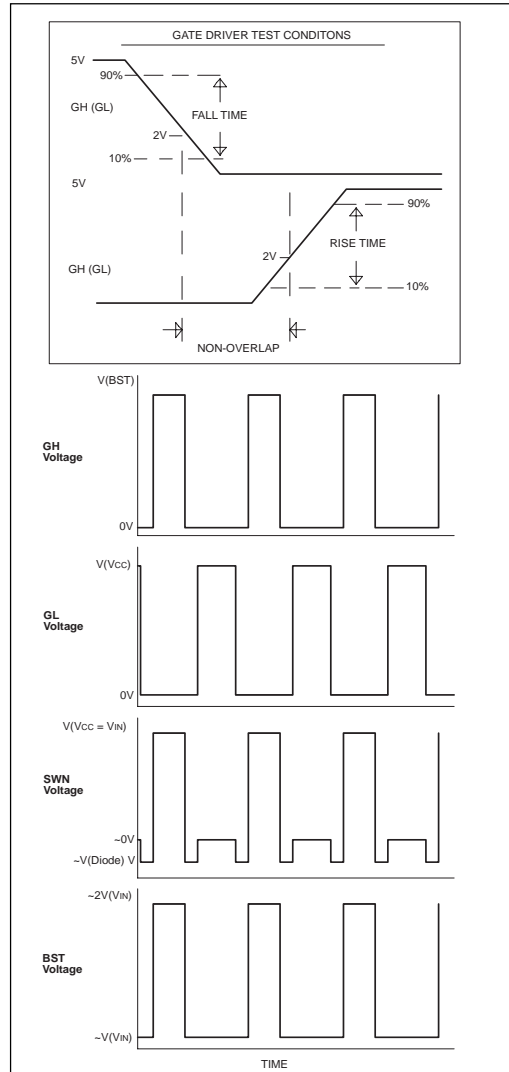 GATE DRIVER TEST CONDITONS
5V
90%
GH (GL)
FALL TIME
2V
10%
5V
90%
RISE TIME
2V
GH (GL)
10%
NON-OVERLAP
V(BST)
GH
Voltage
0V
V(VCC)
GL
Voltage
0V
V(VCC = VIN)
SWN
Voltage
~0V
~V(Diode) V
~2V(VIN)
BST
Voltage
~V(VIN)
TIME